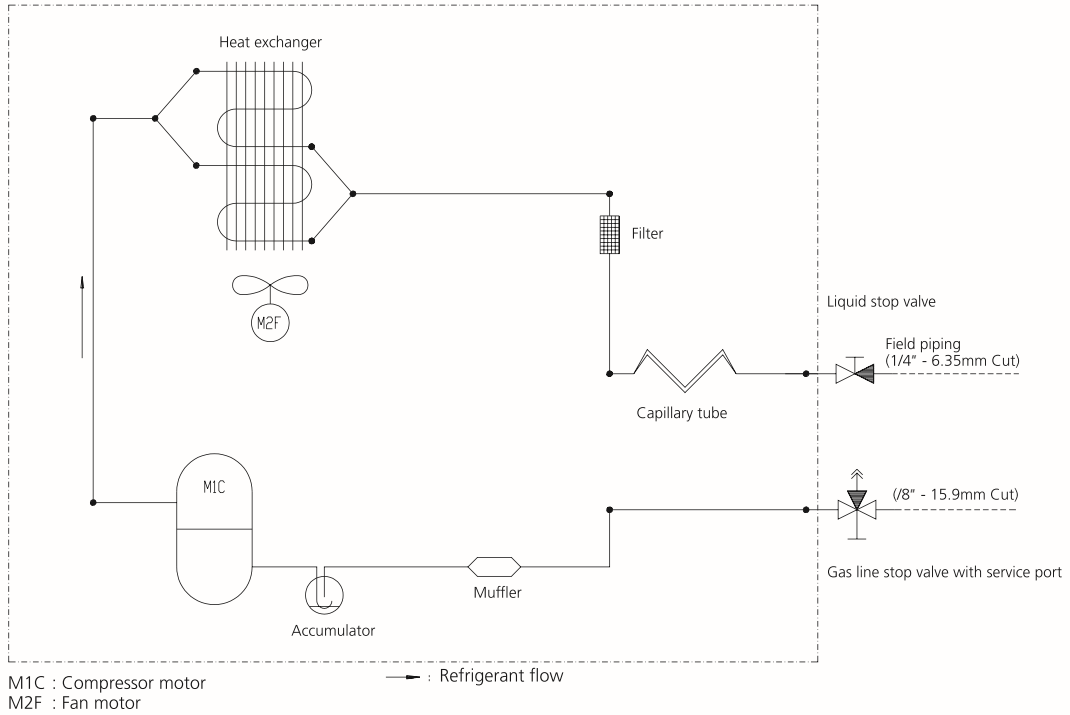 Heat exchanger
Filter
M2F
Liquid stop valve
Field piping
(1/4" - 6.35mm Cut)
Capillary tube
M1C
(/8" - 15.9mm Cut)
Muffler
Gas line stop valve with service port
Accumulator
M1C : Compressor motor
: Refrigerant flow
M2F : Fan motor